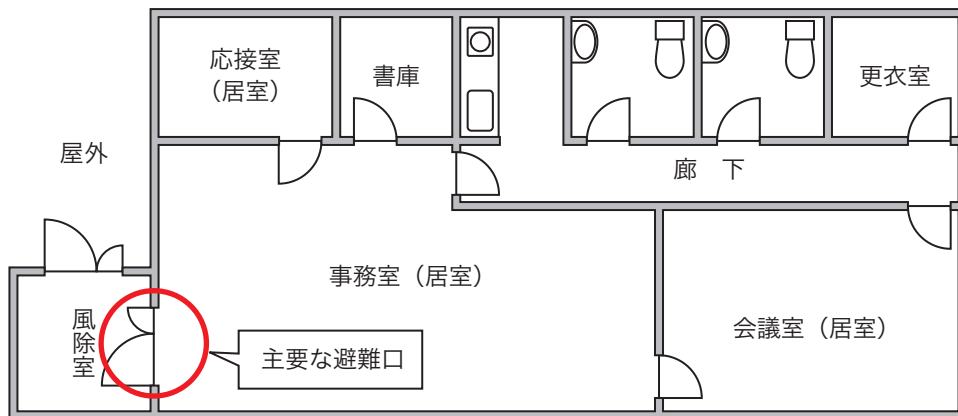 応接室
（居室）
書庫
更衣室
屋外
廊 下
事務室（居室）
風除室
会議室（居室）
主要な避難口